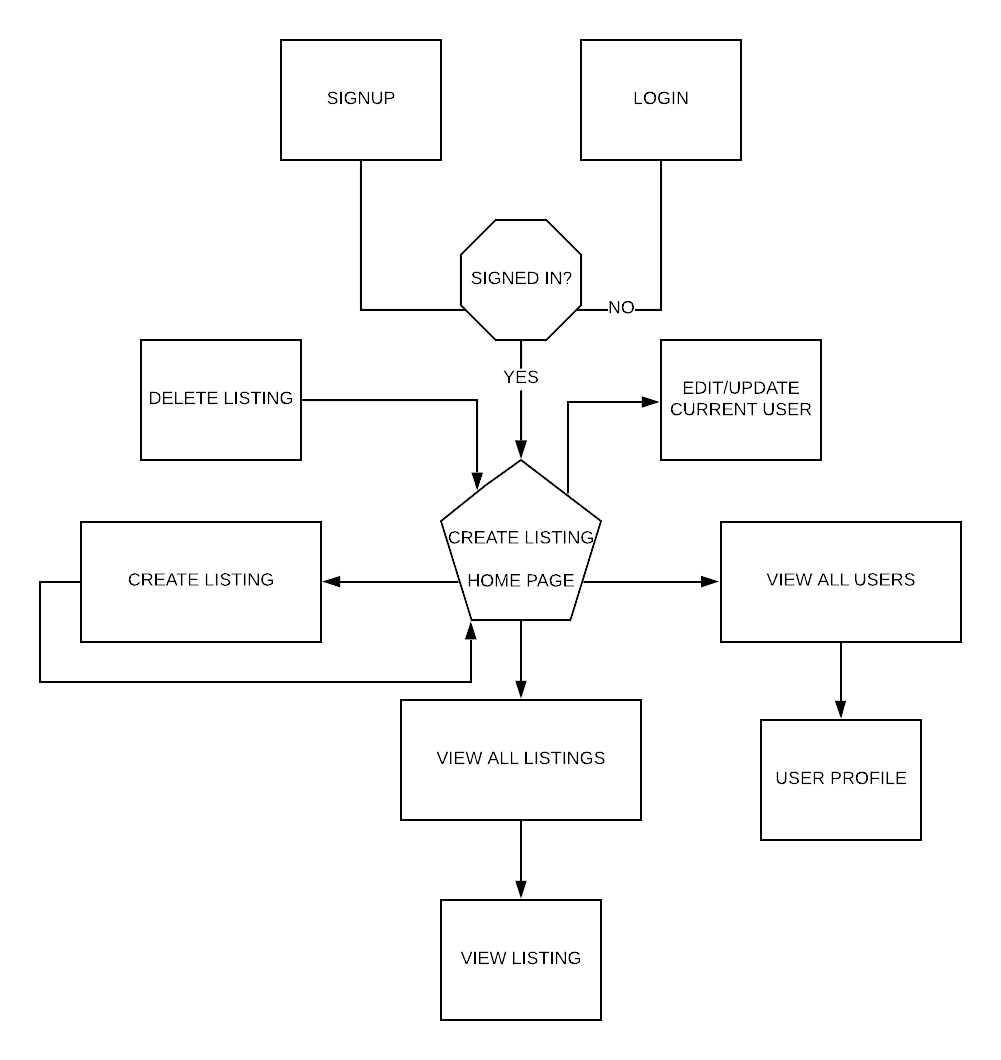 SIGNUP
LOGIN
SIGNED IN?
NO
YES
DELETE LISTING
EDIT/UPDATE
CURRENT USER
CREATE LISTING
HOME PAGE
CREATE LISTING
VIEW ALL USERS
VIEW ALL LISTINGS
USER PROFILE
VIEW LISTING